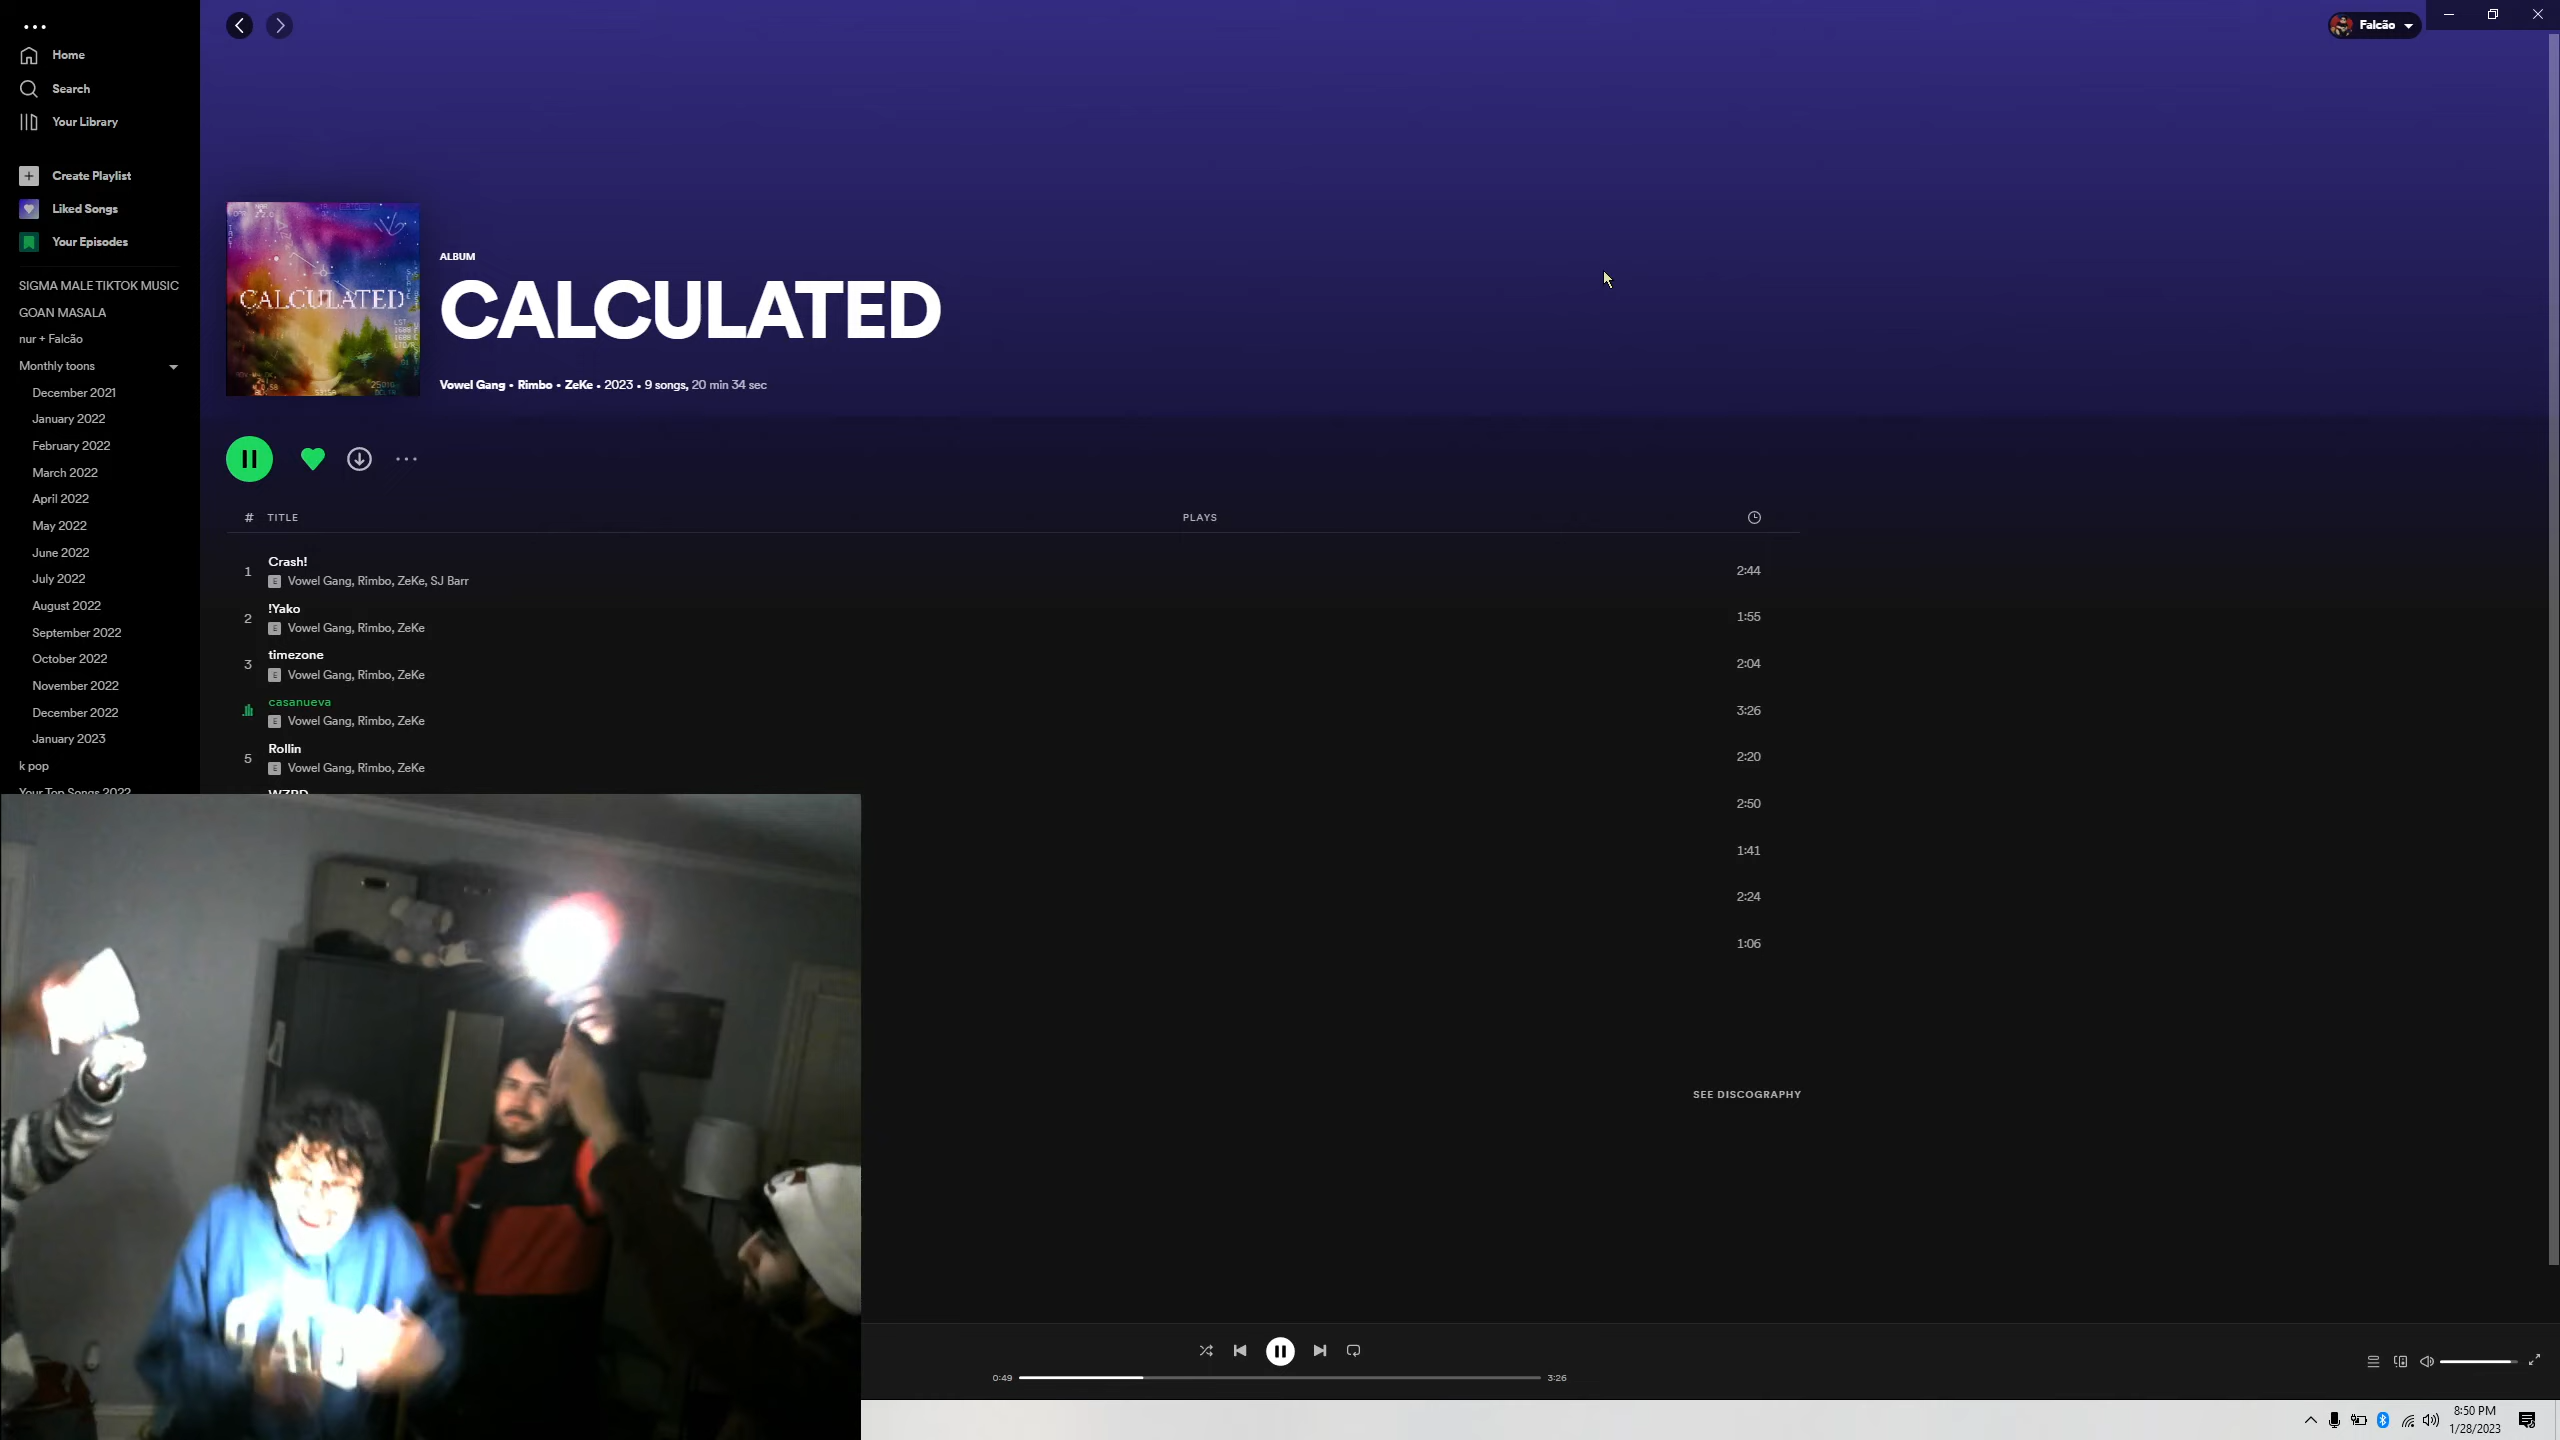 Home
Search
Your Library
Create Playlist
Liked Songs
Your Episodes
SIGMA MALE TIKTOK MUSIC
GOAN MASALA
nur + Falcão
Monthly toons
December 2021
January 2022
February 2022
March 2022
April 2022
May 2022
June 2022
July 2022
August 2022
September 2022
October 2022
November 2022
December 2022
January 2023
k pop
Your Top Songs 2022
Falcão
CALCULATED
ALBUM
CALCULATED
Vowel Gang • Rimbo • ZeKe • 2023 • 9 songs, 20 min 34 sec
# TITLE PLAYS
1 Crash! 2:44
E Vowel Gang, Rimbo, ZeKe, SJ Barr
2 !Yako 1:55
E Vowel Gang, Rimbo, ZeKe
3 timezone 2:04
E Vowel Gang, Rimbo, ZeKe
casanueva 3:26
E Vowel Gang, Rimbo, ZeKe
5 Rollin 2:20
E Vowel Gang, Rimbo, ZeKe
2:50
1:41
2:24
1:06
SEE DISCOGRAPHY
0:49 3:26
8:50 PM
1/28/2023